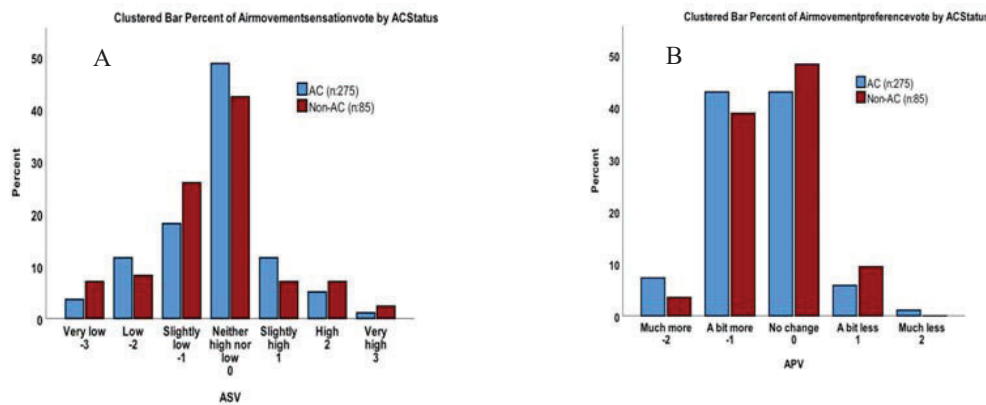 Clustered Bar Percent of Airmovementsensationvote by ACStatus
A
AC (n:275)
Non-AC (n:85)
Percent
50
40
30
20
10
0
Very low -3
Low -2
Slightly low -1
Neither high nor low 0
Slightly high 1
High 2
Very high 3
ASV
Clustered Bar Percent of Airmovementpreferencevote by ACStatus
B
AC (n:275)
Non-AC (n:85)
Percent
50
40
30
20
10
0
Much more -2
A bit more -1
No change 0
A bit less 1
Much less 2
APV